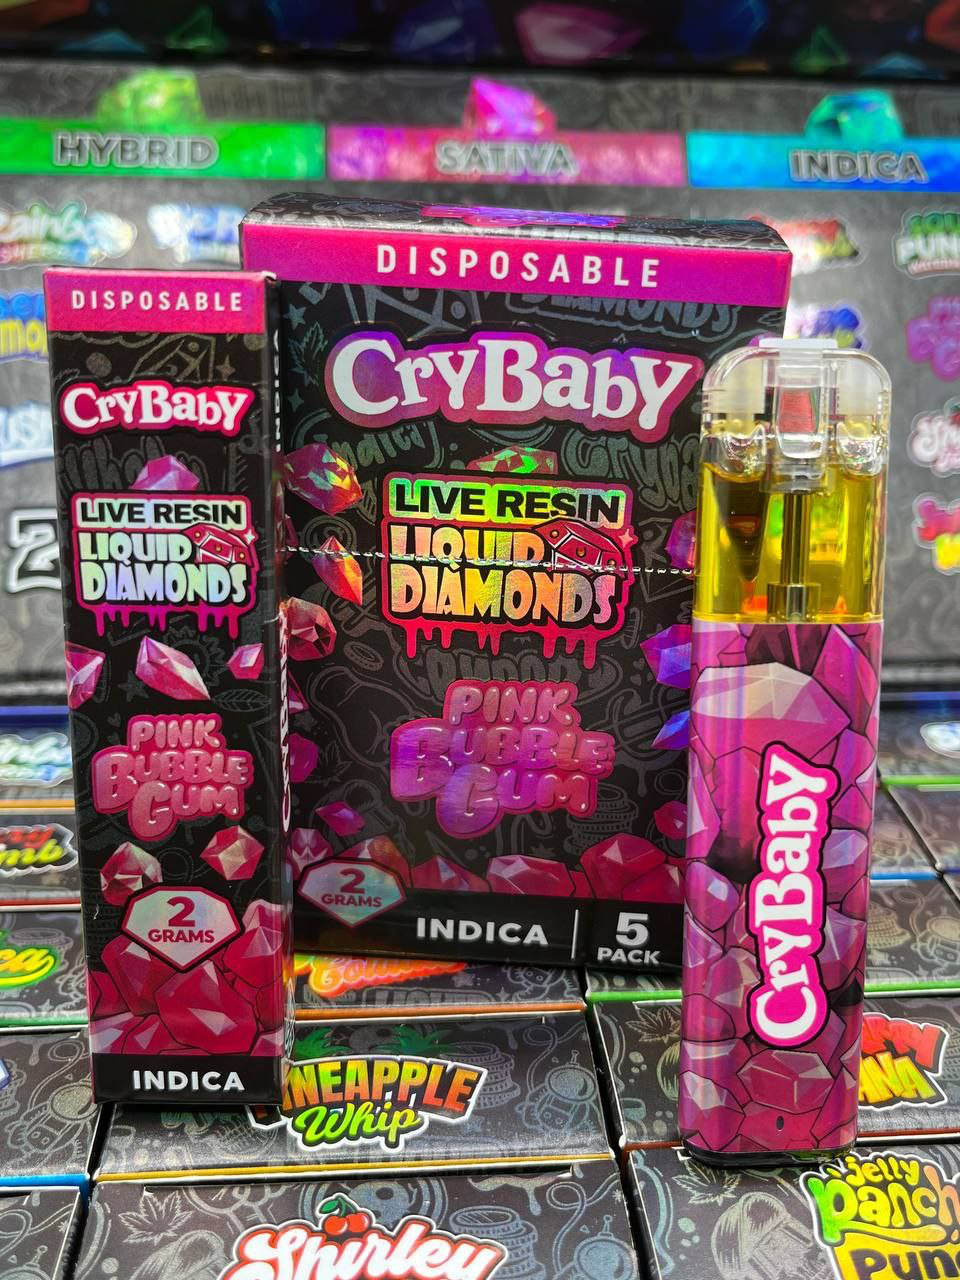 HYBRID
SATIVA
INDICA
DISPOSABLE
CryBaby
LIVE RESIN
LIQUID
DIAMONDS
PINK
BUBBLE
GUM
2
GRAMS
INDICA
DISPOSABLE
CryBaby
LIVE RESIN
LIQUID
DIAMONDS
PINK
BUBBLE
GUM
2
GRAMS
INDICA
5
PACK
CryBaby
PINEAPPLE
Whip
Shirley
Jelly
Ranch